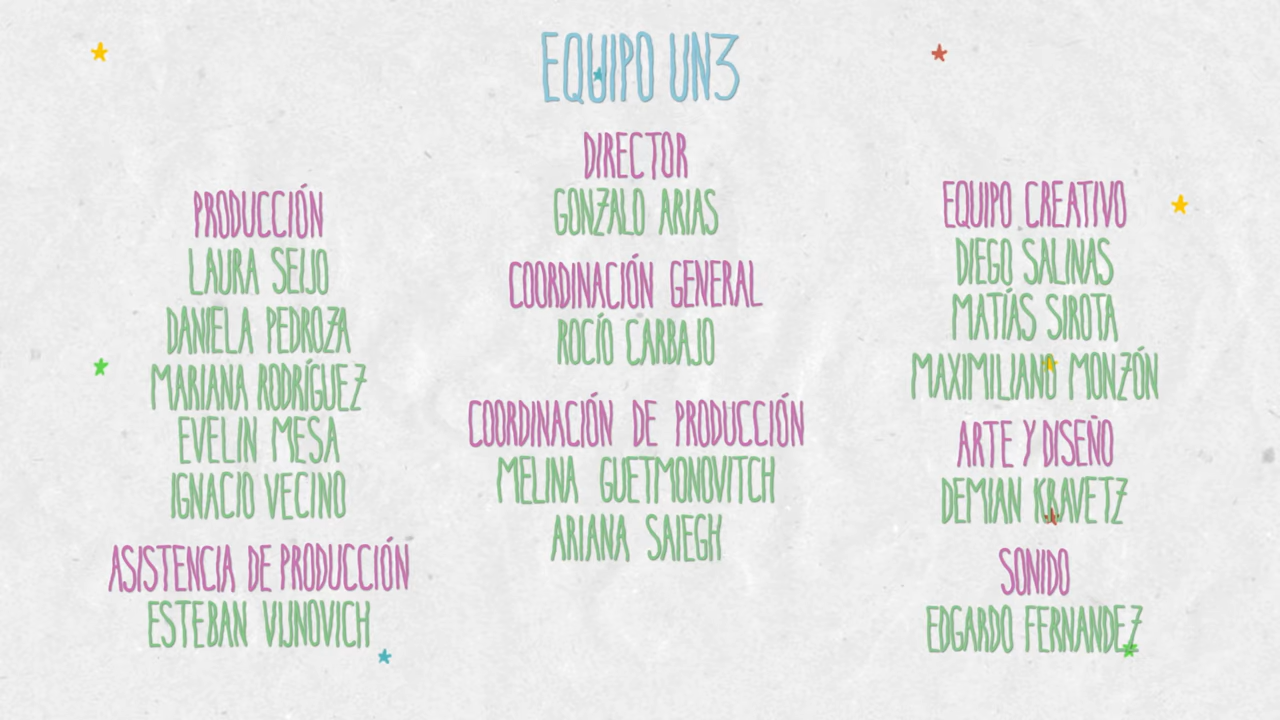 EQUIPO UN3
PRODUCCIÓN
LAURA SEIJO
DANIELA PEDROZA
MARIANA RODRÍGUEZ
EVELIN MESA
IGNACIO VECINO
ASISTENCIA DE PRODUCCIÓN
ESTEBAN VIJNOVICH
DIRECTOR
GONZALO ARIAS
COORDINACIÓN GENERAL
ROCÍO CARBAJO
COORDINACIÓN DE PRODUCCIÓN
MELINA GUETMONOVITCH
ARIANA SAIEGH
EQUIPO CREATIVO
DIEGO SALINAS
MATÍAS SIROTA
MAXIMILIANO MONZÓN
ARTE Y DISEÑO
DEMIAN KRAVETZ
SONIDO
EDGARDO FERNANDEZ